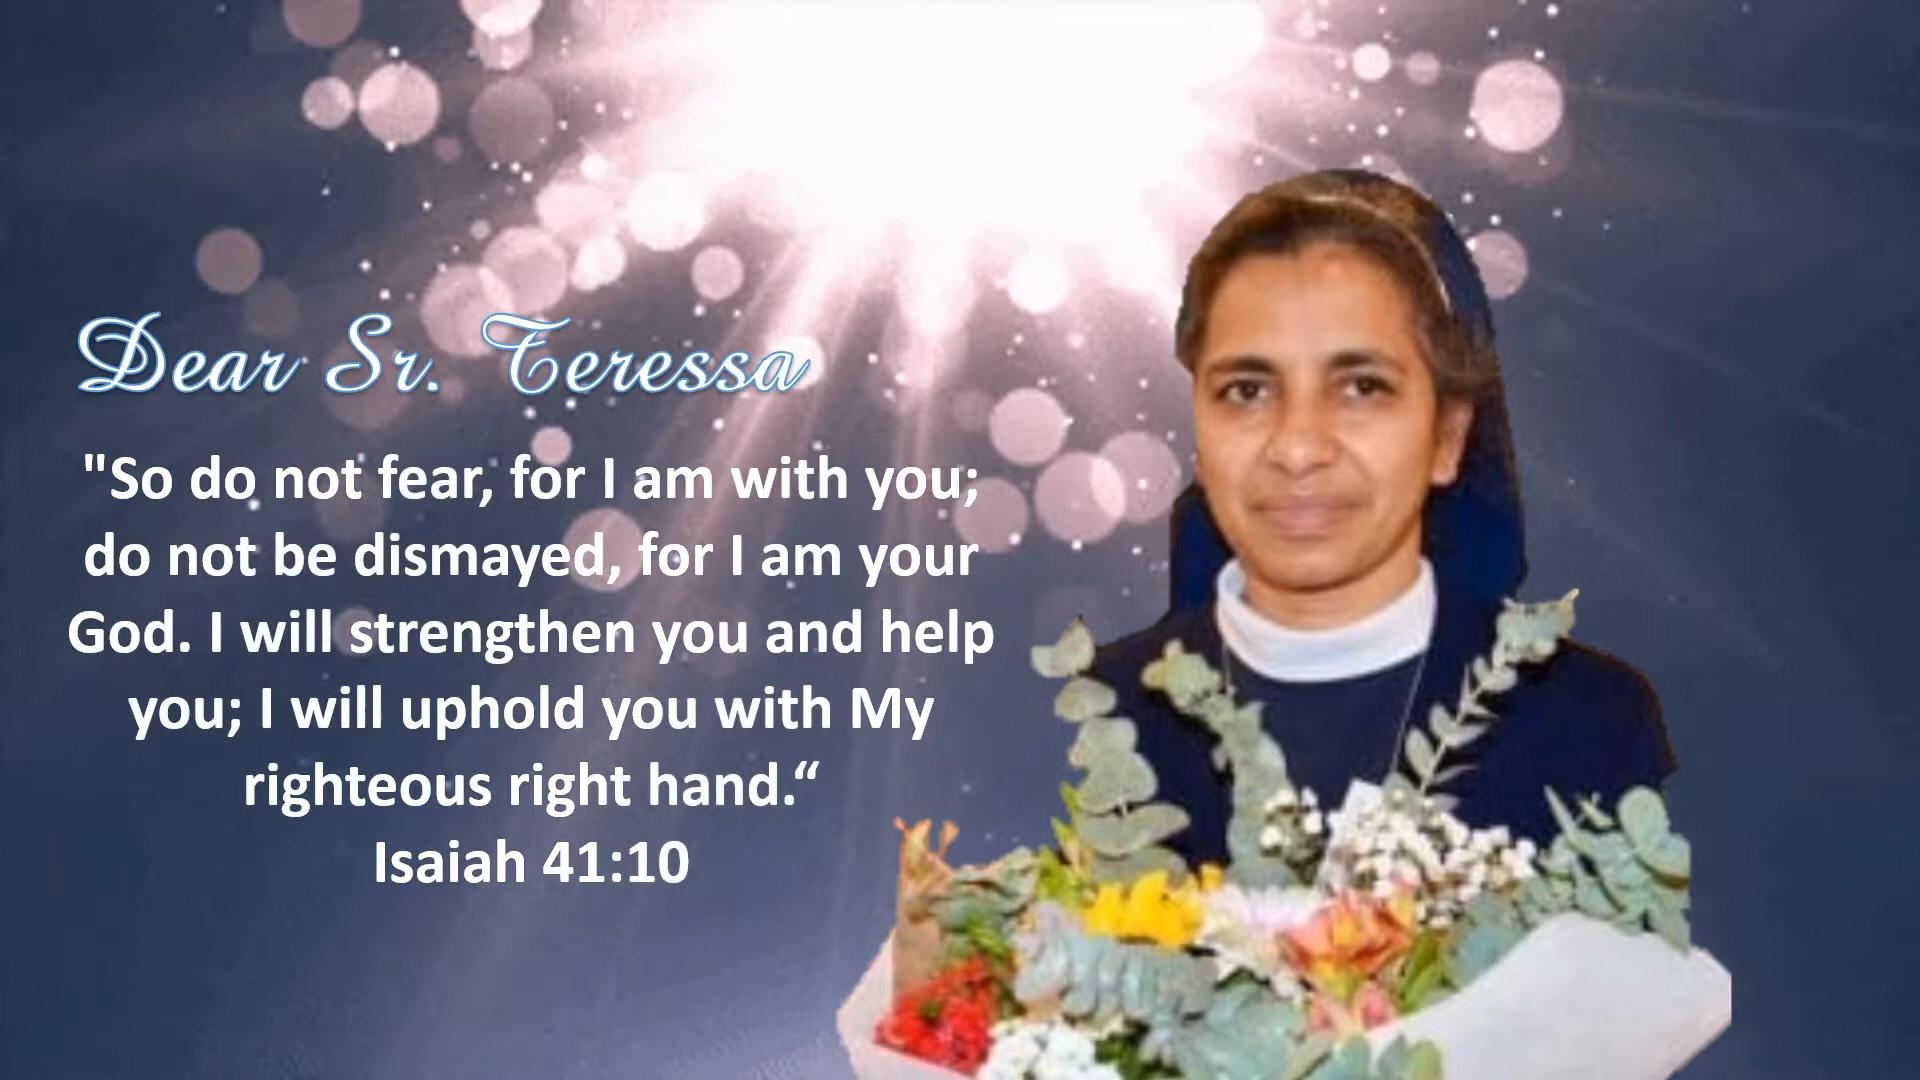 Dear Sr. Teressa
"So do not fear, for I am with you;
do not be dismayed, for I am your
God. I will strengthen you and help
you; I will uphold you with My
righteous right hand.“
Isaiah 41:10